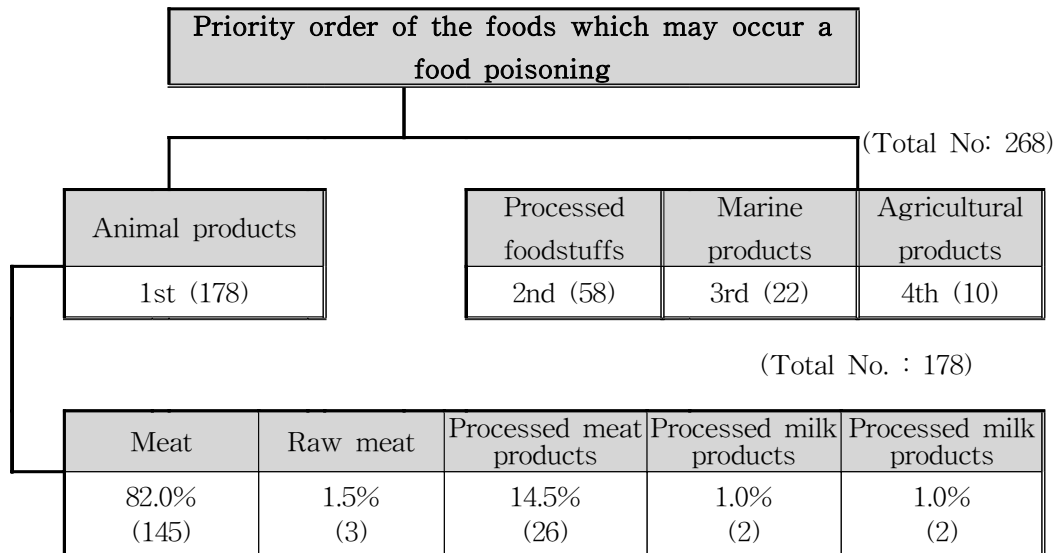 Priority order of the foods which may occur a
food poisoning
(Total No: 268)
Animal products
Processed
foodstuffs
Marine
products
Agricultural
products
1st (178)
2nd (58)
3rd (22)
4th (10)
(Total No. : 178)
Meat
Raw meat
Processed meat
products
Processed milk
products
Processed milk
products
82.0%
(145)
1.5%
(3)
14.5%
(26)
1.0%
(2)
1.0%
(2)